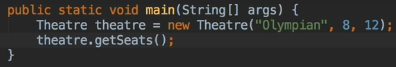 public static void main(String[] args) {
    Theatre theatre = new Theatre("Olympian", 8, 12);
    theatre.getSeats();
}